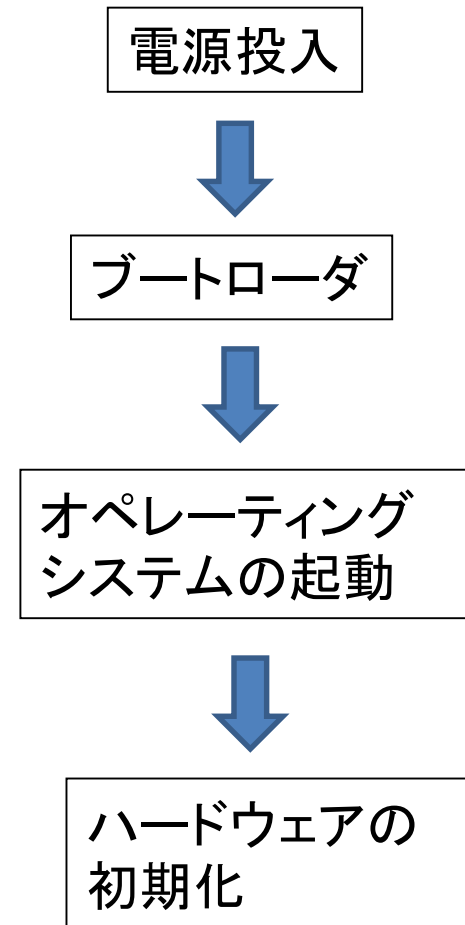 電源投入
ブートローダ
オペレーティング
システムの起動
ハードウェアの
初期化